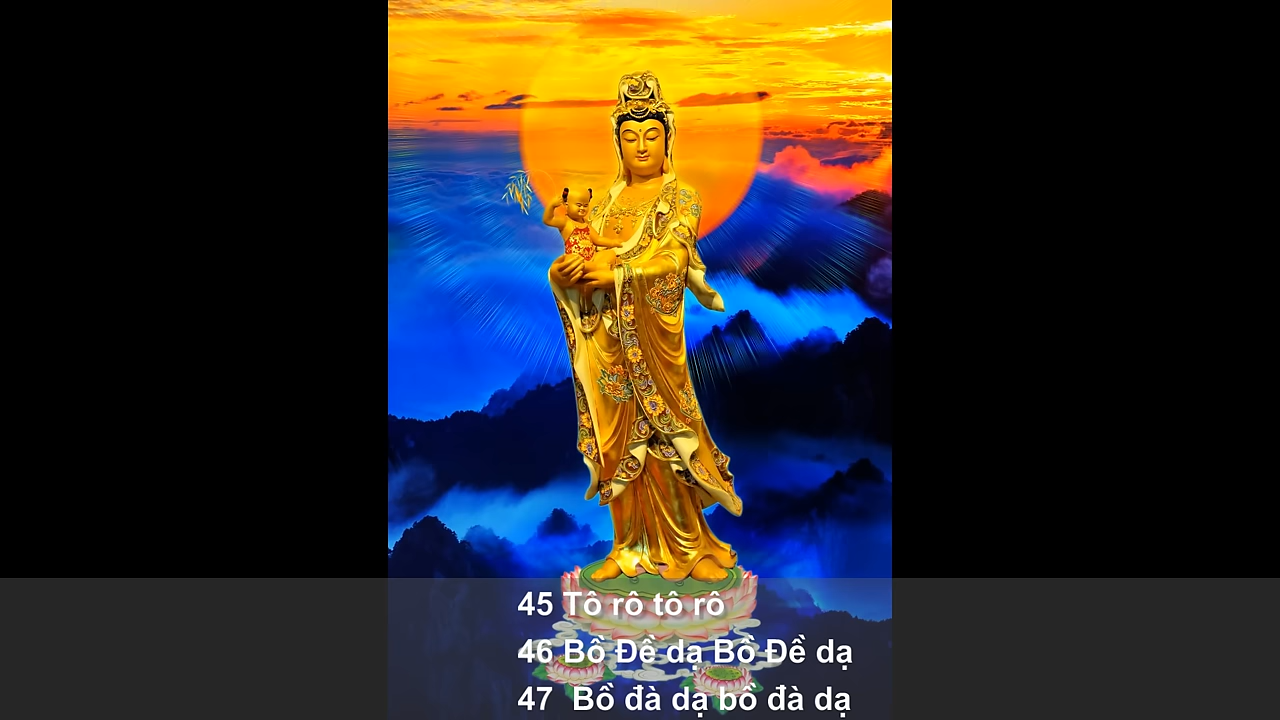 45 Tô rô tô rô
46 Bồ Đề dạ Bồ Đề dạ
47 Bồ đà dạ bồ đà dạ